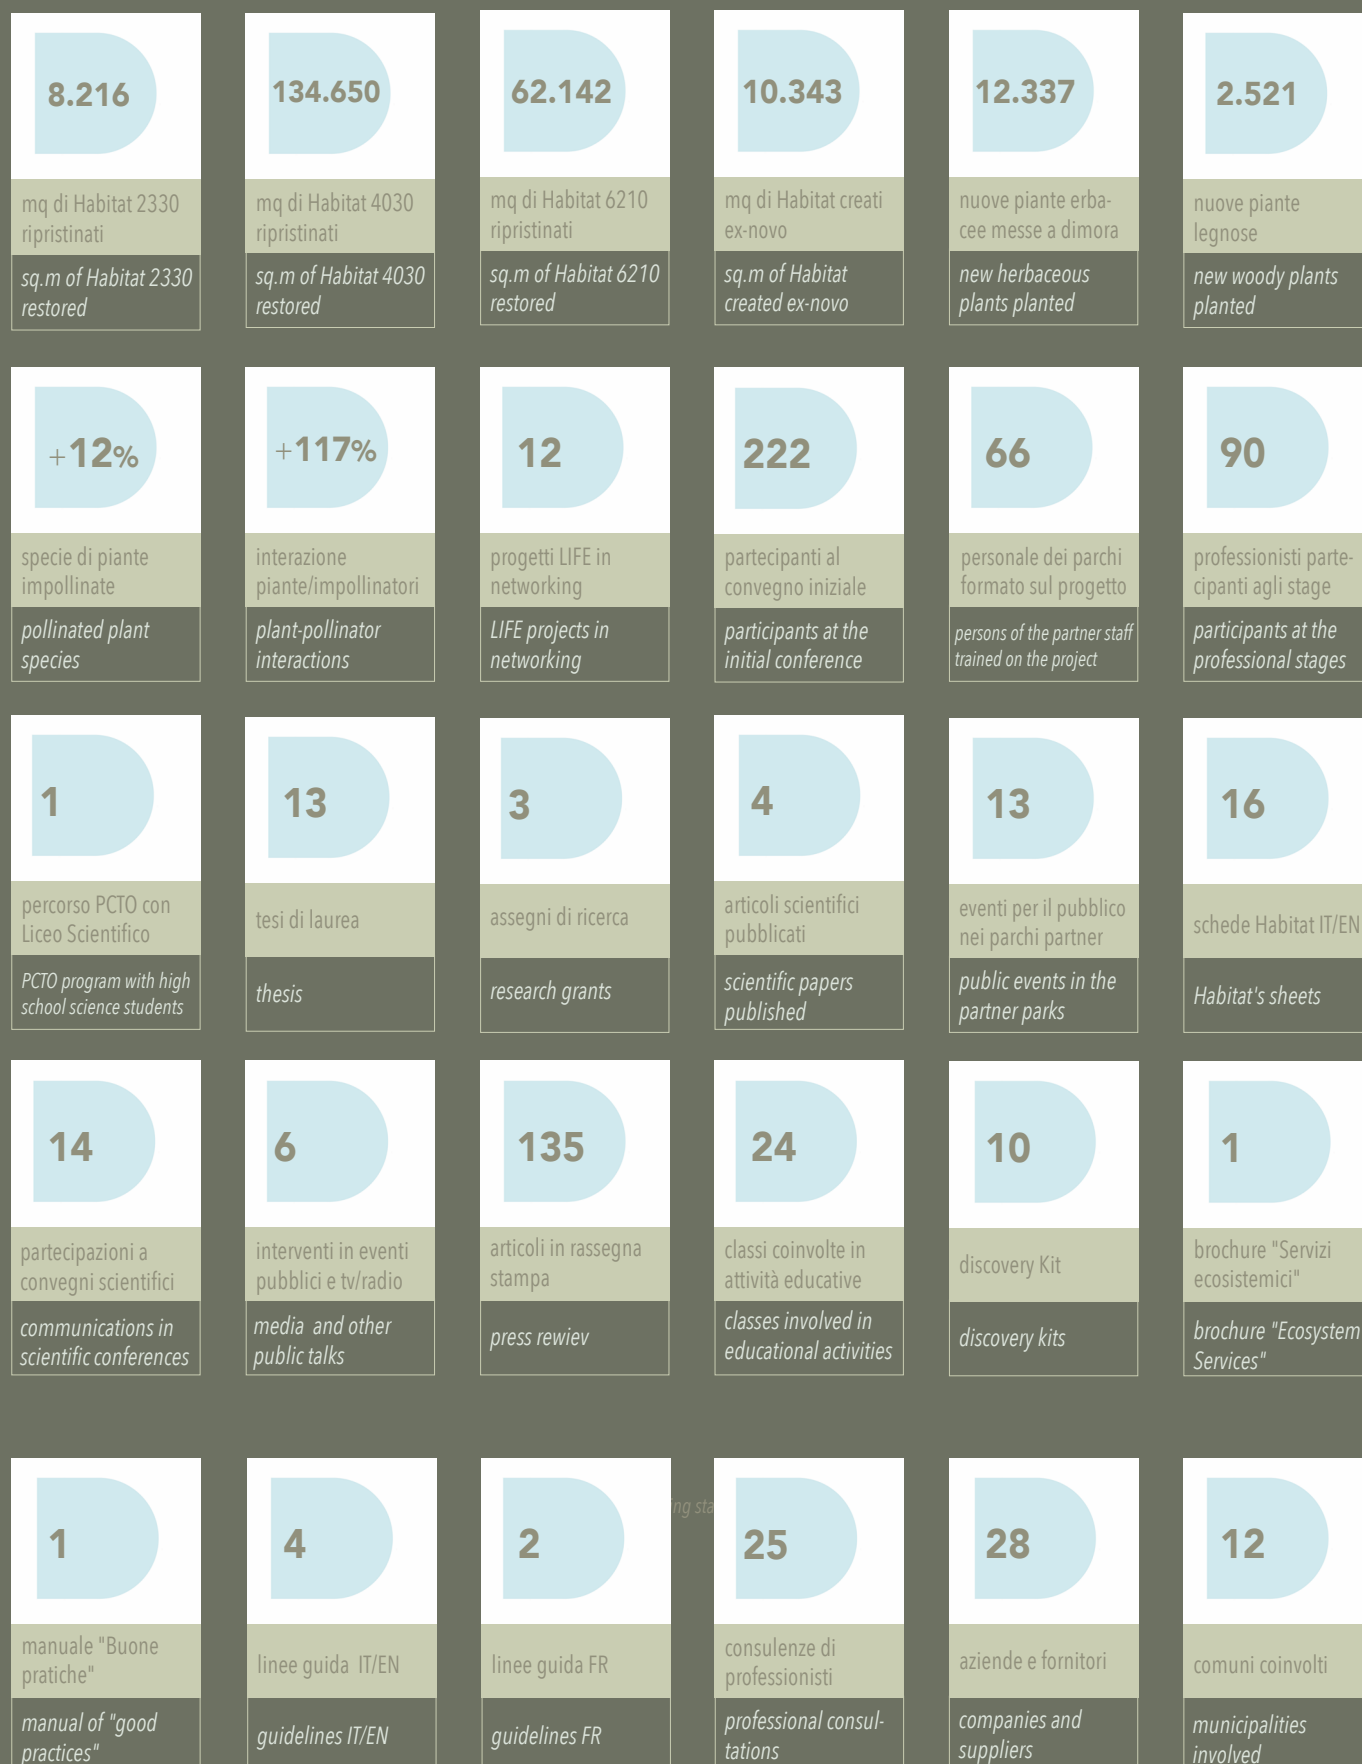 8.216
mq di Habitat 2330
ripristinati
sq.m of Habitat 2330
restored
134.650
mq di Habitat 4030
ripristinati
sq.m of Habitat 4030
restored
62.142
mq di Habitat 6210
ripristinati
sq.m of Habitat 6210
restored
10.343
mq di Habitat creati
ex-novo
sq.m of Habitat
created ex-novo
12.337
nuove piante erba-
cee messe a dimora
new herbaceous
plants planted
2.521
nuove piante
legnose
new woody plants
planted
+12%
specie di piante
impollinate
pollinated plant
species
+117%
interazione
piante/impollinatori
plant-pollinator
interactions
12
progetti LIFE in
networking
LIFE projects in
networking
222
partecipanti al
convegno iniziale
participants at the
initial conference
66
personale dei parchi
formato sul progetto
persons of the partner staff
trained on the project
90
professionisti parte-
cipanti agli stage
participants at the
professional stages
1
percorso PCTO con
Liceo Scientifico
PCTO program with high
school science students
13
tesi di laurea
thesis
3
assegni di ricerca
research grants
4
articoli scientifici
pubblicati
scientific papers
published
13
eventi per il pubblico
nei parchi partner
public events in the
partner parks
16
schede Habitat IT/EN
Habitat's sheets
14
partecipazioni a
convegni scientifici
communications in
scientific conferences
6
interventi in eventi
pubblici e tv/radio
media  and other
public talks
135
articoli in rassegna
stampa
press rewiev
24
classi coinvolte in
attività educative
classes involved in
educational activities
10
discovery Kit
discovery kits
1
brochure "Servizi
ecosistemici"
brochure "Ecosystem
Services"
1
manuale "Buone
pratiche"
manual of "good
practices"
4
linee guida  IT/EN
guidelines IT/EN
2
linee guida FR
guidelines FR
ing sta
25
consulenze di
professionisti
professional consul-
tations
28
aziende e fornitori
companies and
suppliers
12
comuni coinvolti
municipalities
involved